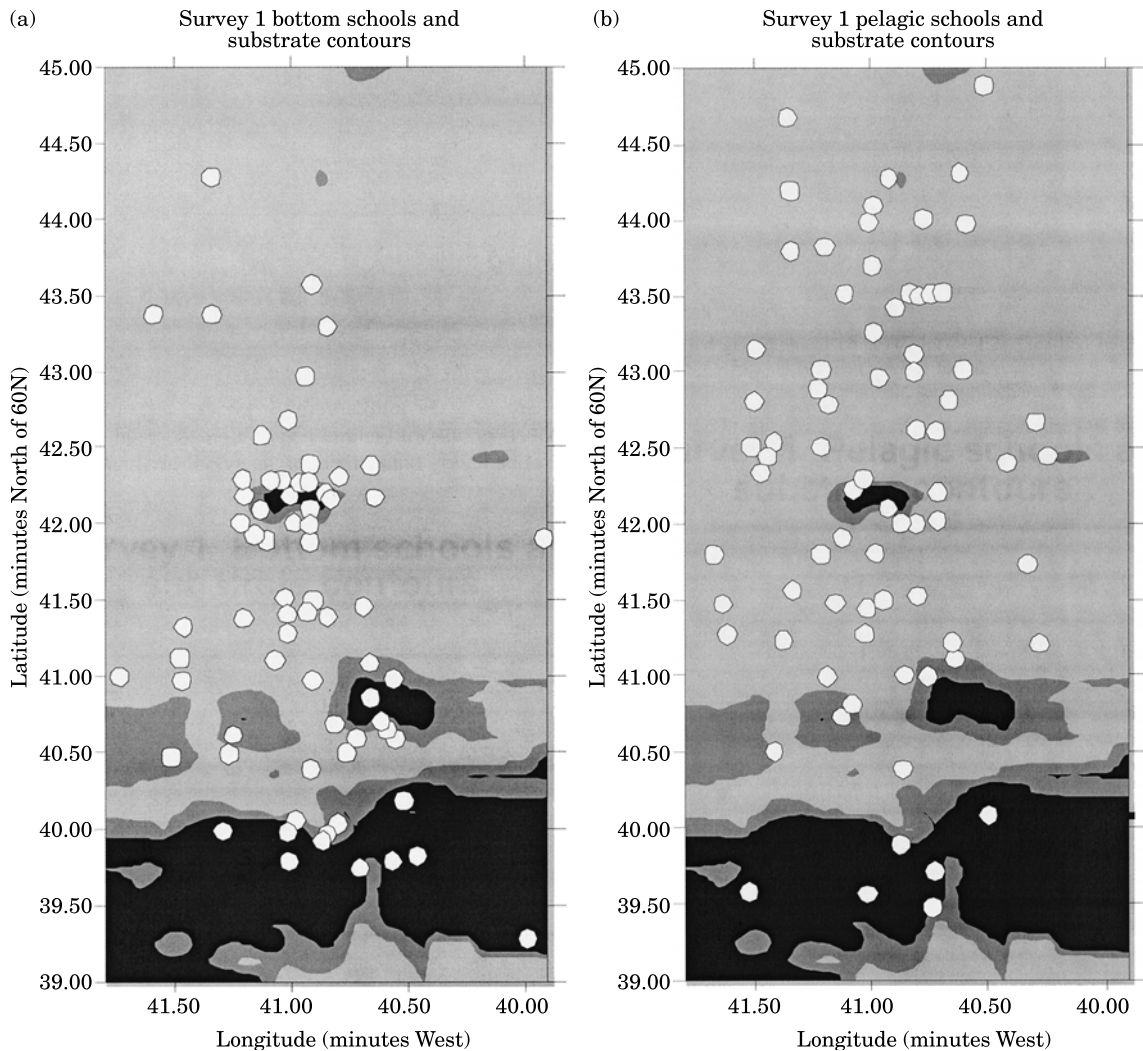 (a)
Survey 1 bottom schools and
substrate contours
45.00
44.50
44.00
43.50
43.00
42.50
42.00
41.50
41.00
40.50
40.00
39.50
39.00
Latitude (minutes North of 60N)
41.50 41.00 40.50 40.00
Longitude (minutes West)
(b)
Survey 1 pelagic schools and
substrate contours
45.00
44.50
44.00
43.50
43.00
42.50
42.00
41.50
41.00
40.50
40.00
39.50
39.00
Latitude (minutes North of 60N)
41.50 41.00 40.50 40.00
Longitude (minutes West)